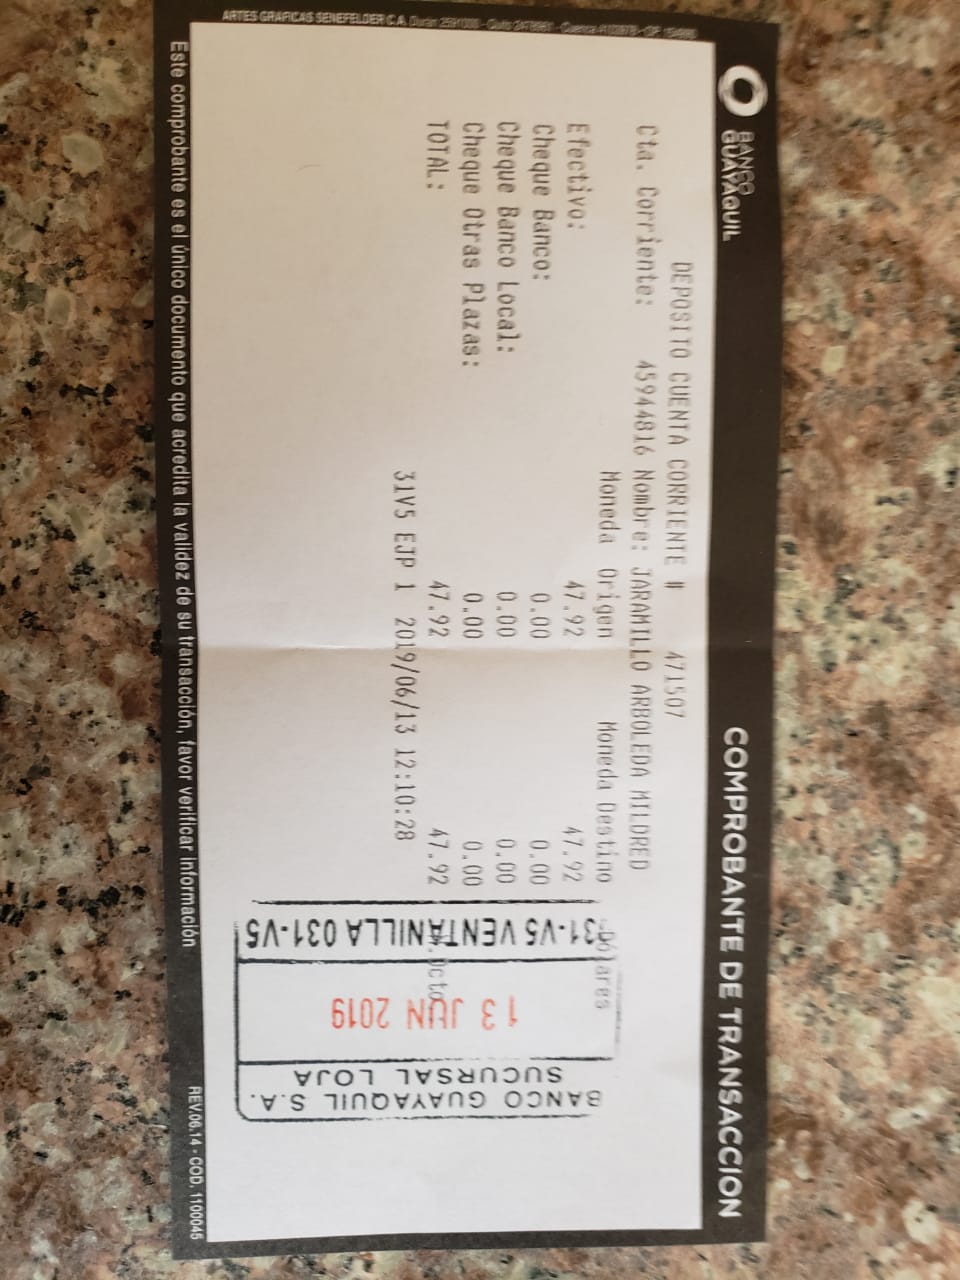 BANCO
GUAYAQUIL
COMPROBANTE DE TRANSACCION
DEPOSITO CUENTA CORRIENTE # 471507
Cta. Corriente: 45944816 Nombre: JARAMILLO ARBOLEDA MILDRED
Moneda Origen Moneda Destino Dólares
Efectivo: 47.92 47.92
Cheque Banco: 0.00 0.00
Cheque Banco Local: 0.00 0.00
Cheque Otras Plazas: 0.00 0.00
TOTAL: 47.92 47.92
31V5 EJP 1 2019/06/13 12:10:28
BANCO GUAYAQUIL S.A.
SUCURSAL LOJA
13 JUN 2019
031-V5 VENTANILLA 031-V5
Este comprobante es el único documento que acredita la validez de su transacción, favor verificar información
REV.06.14 - COD. 1100045
ARTES GRAFICAS SENEFELDER C.A.